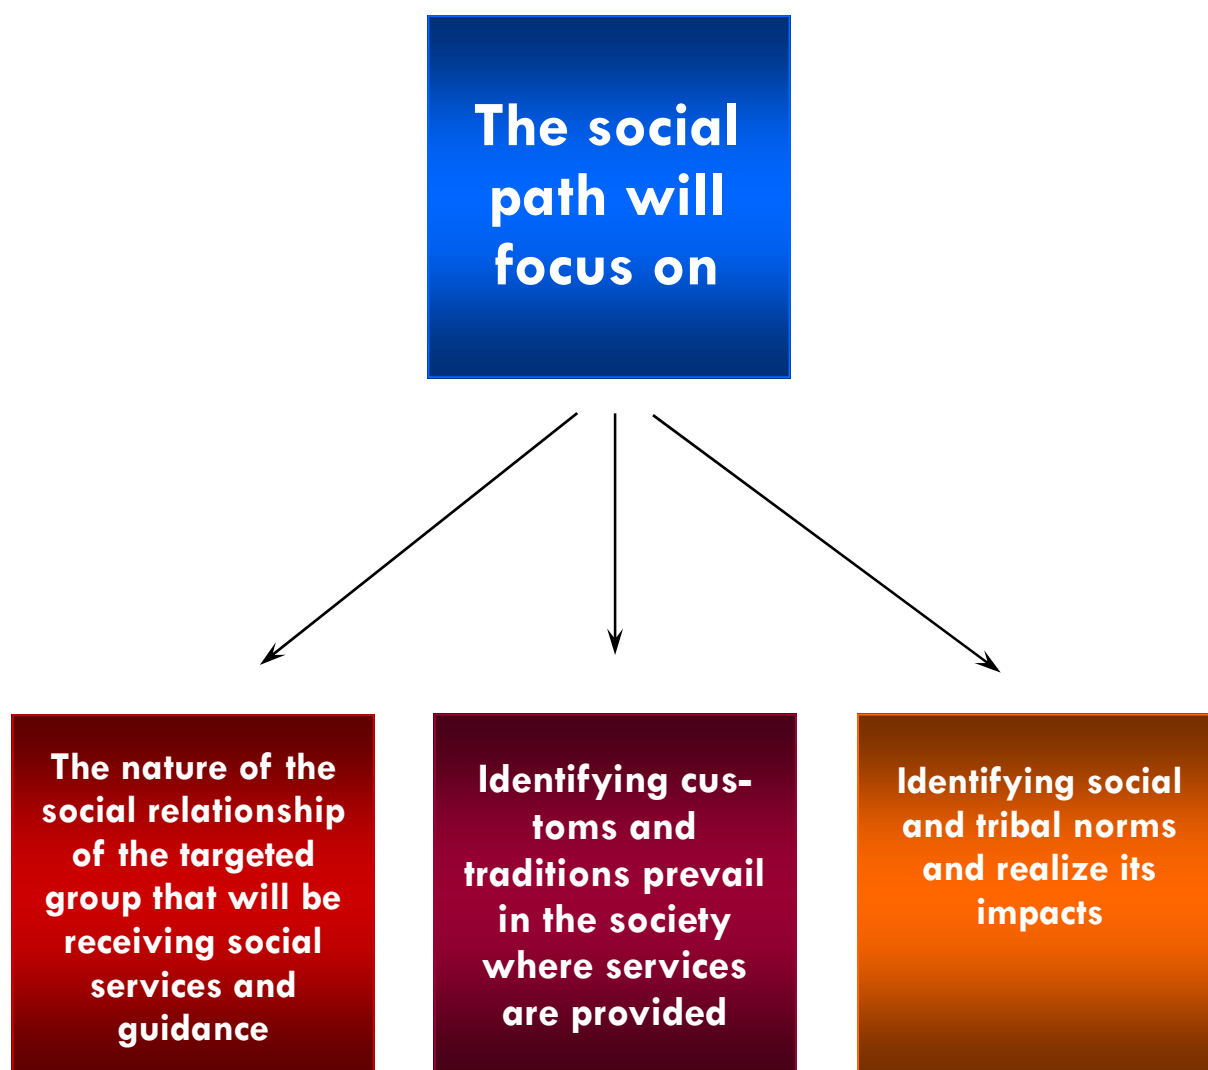 The social
path will
focus on
The nature of the
social relationship
of the targeted
group that will be
receiving social
services and
guidance
Identifying cus-
toms and
traditions prevail
in the society
where services
are provided
Identifying social
and tribal norms
and realize its
impacts